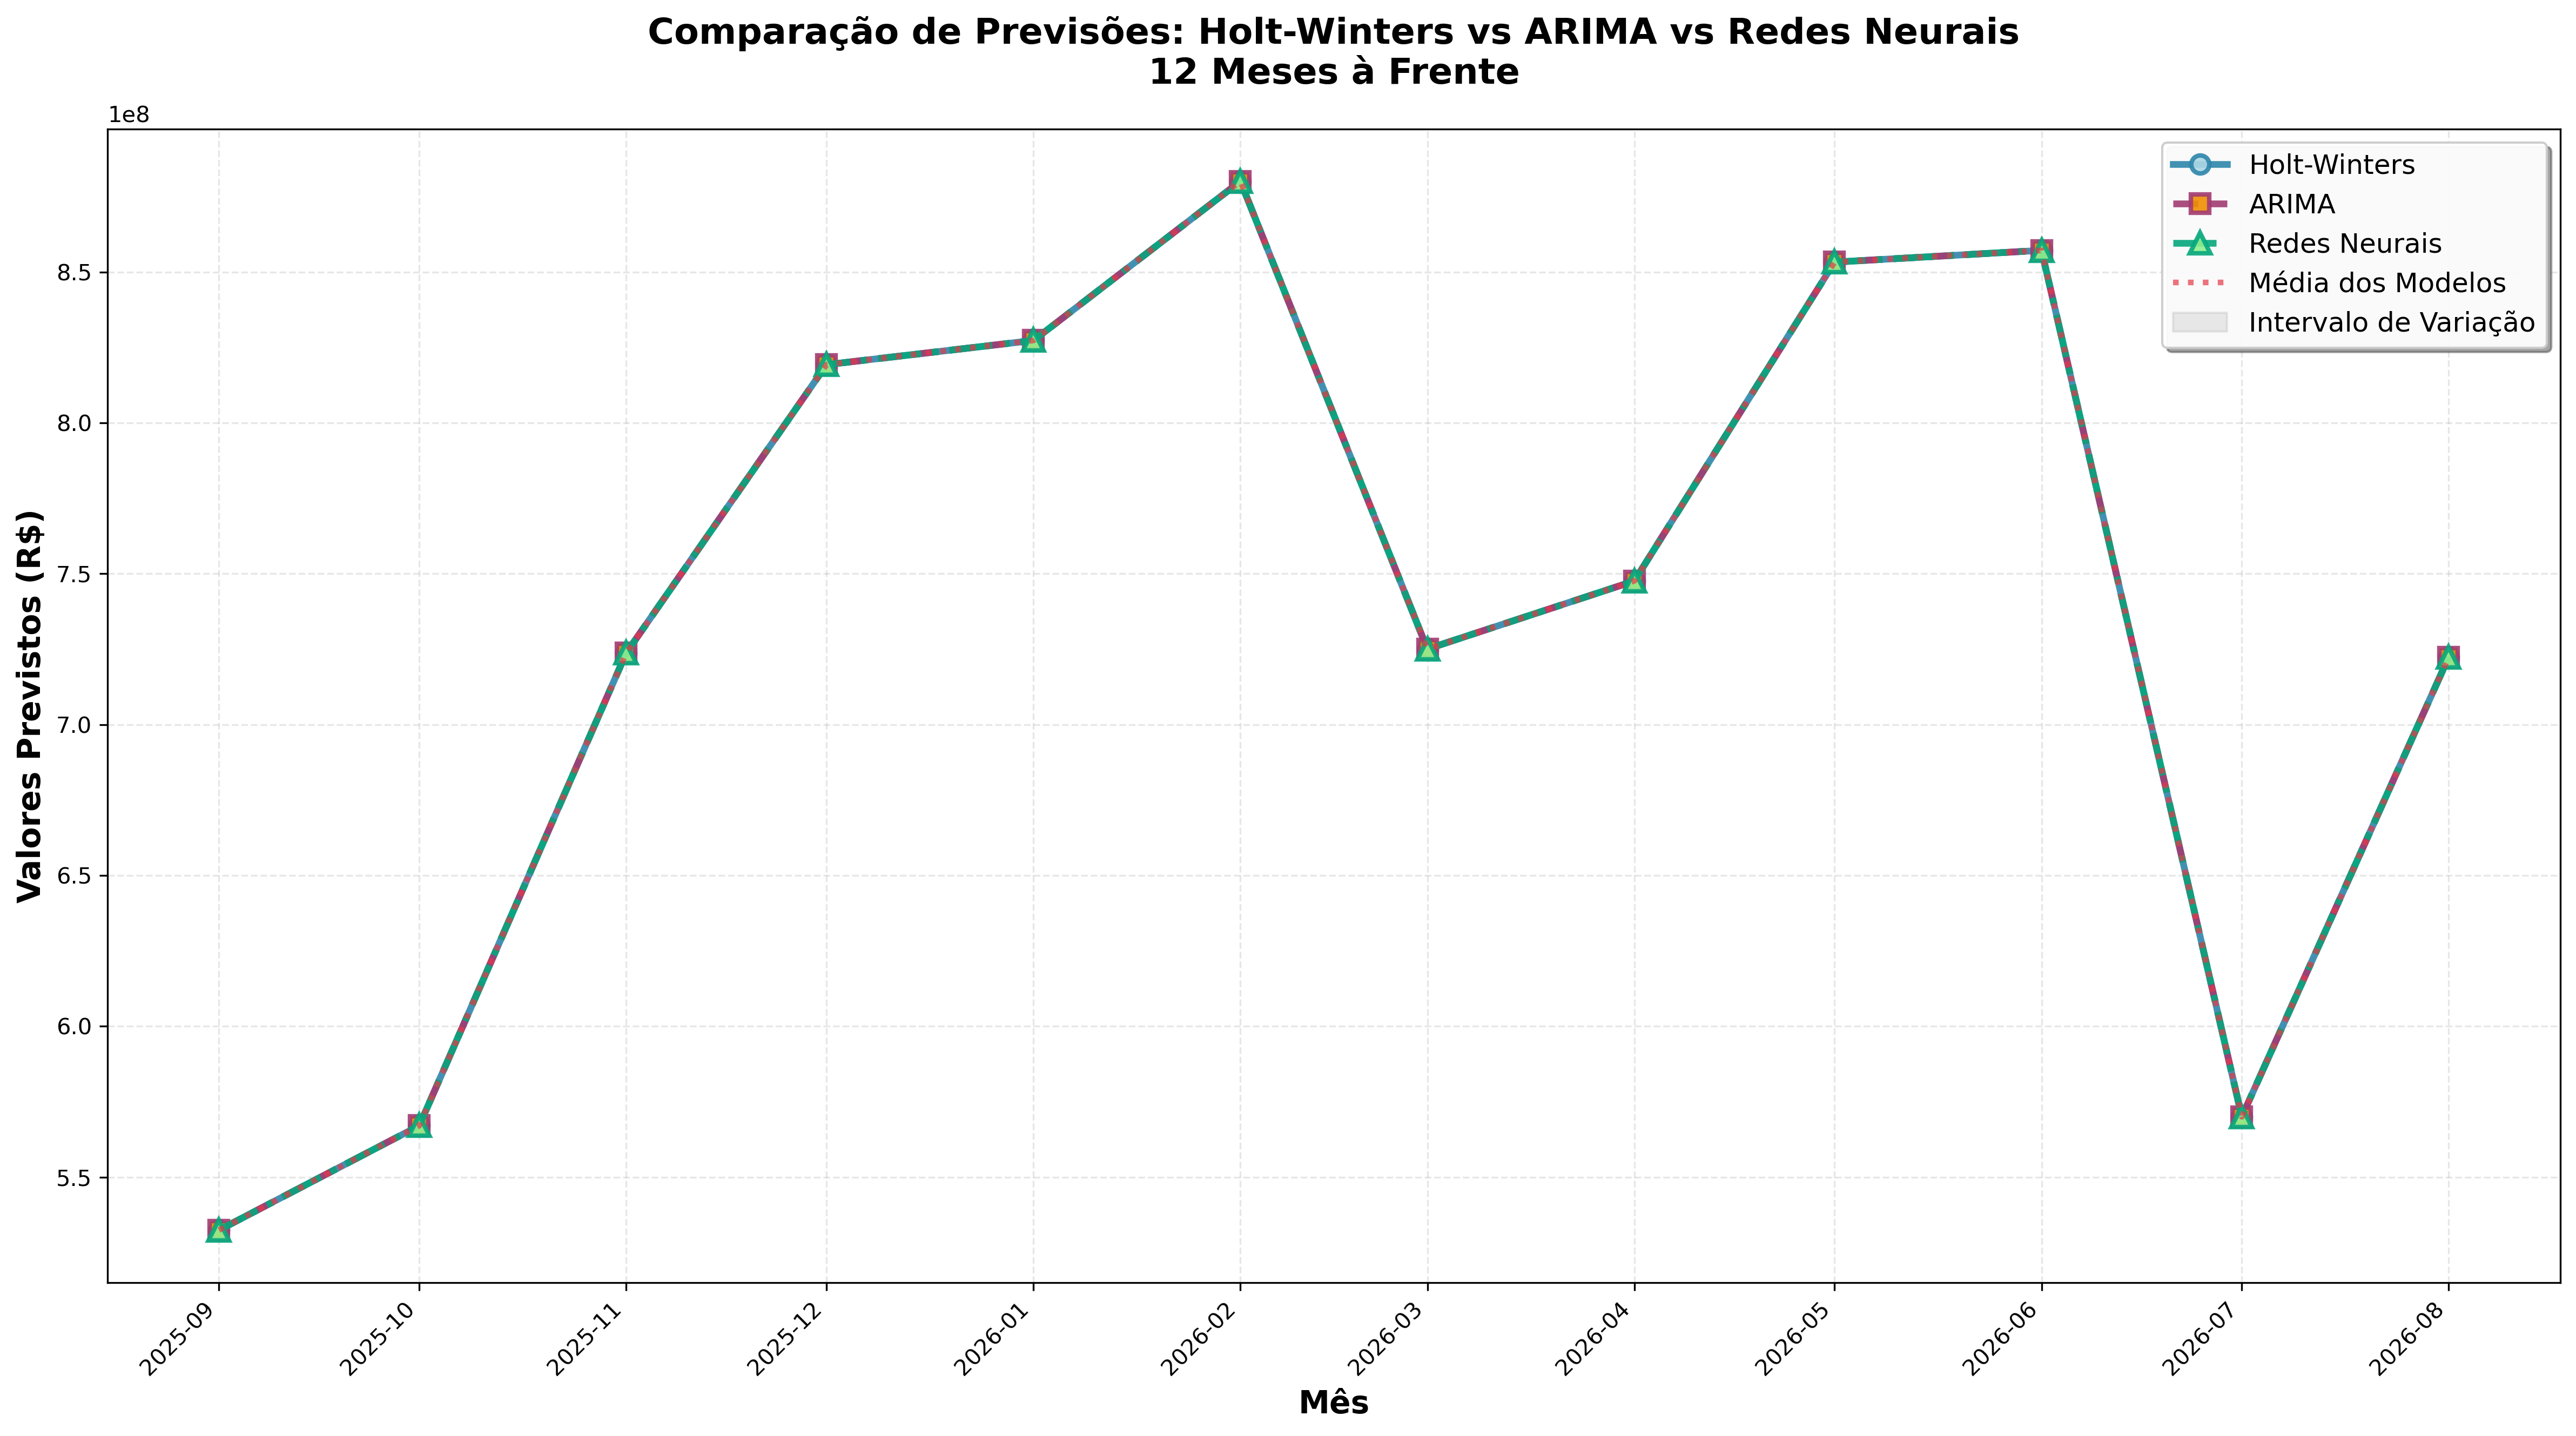 Comparação de Previsões: Holt-Winters vs ARIMA vs Redes Neurais
12 Meses à Frente
1e8
Holt-Winters
ARIMA
Redes Neurais
Média dos Modelos
Intervalo de Variação
Valores Previstos (R$)
8.5
8.0
7.5
7.0
6.5
6.0
5.5
2025-09
2025-10
2025-11
2025-12
2026-01
2026-02
2026-03
2026-04
2026-05
2026-06
2026-07
2026-08
Mês